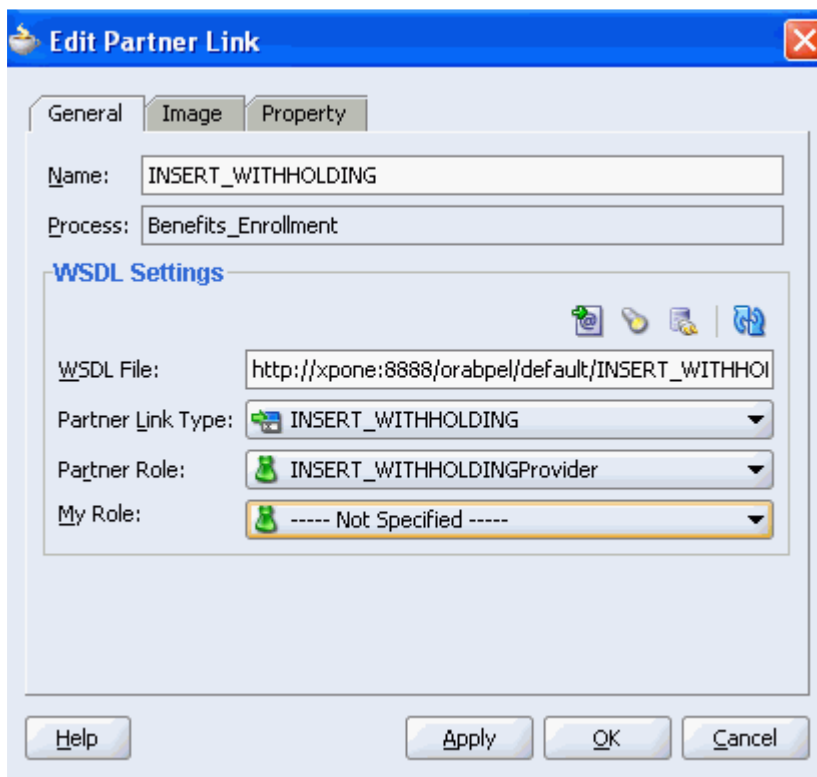 Edit Partner Link
General Image Property
Name: INSERT_WITHHOLDING
Process: Benefits_Enrollment
WSDL Settings
WSDL File: http://xpone:8888/orabpel/default/INSERT_WITHHOI
Partner Link Type: INSERT_WITHHOLDING
Partner Role: INSERT_WITHHOLDINGProvider
My Role: ----- Not Specified -----
Help Apply OK Cancel